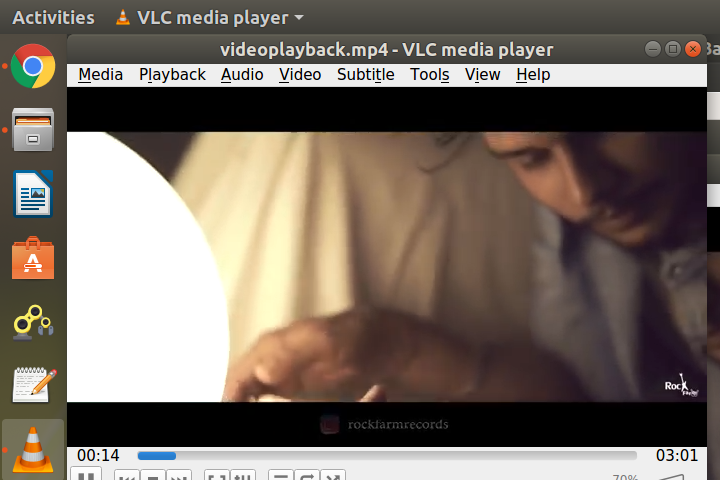 Activities
VLC media player
videoplayback.mp4 - VLC media player
Media Playback Audio Video Subtitle Tools View Help
Rock
rockfarmrecords
00:14
03:01
70%